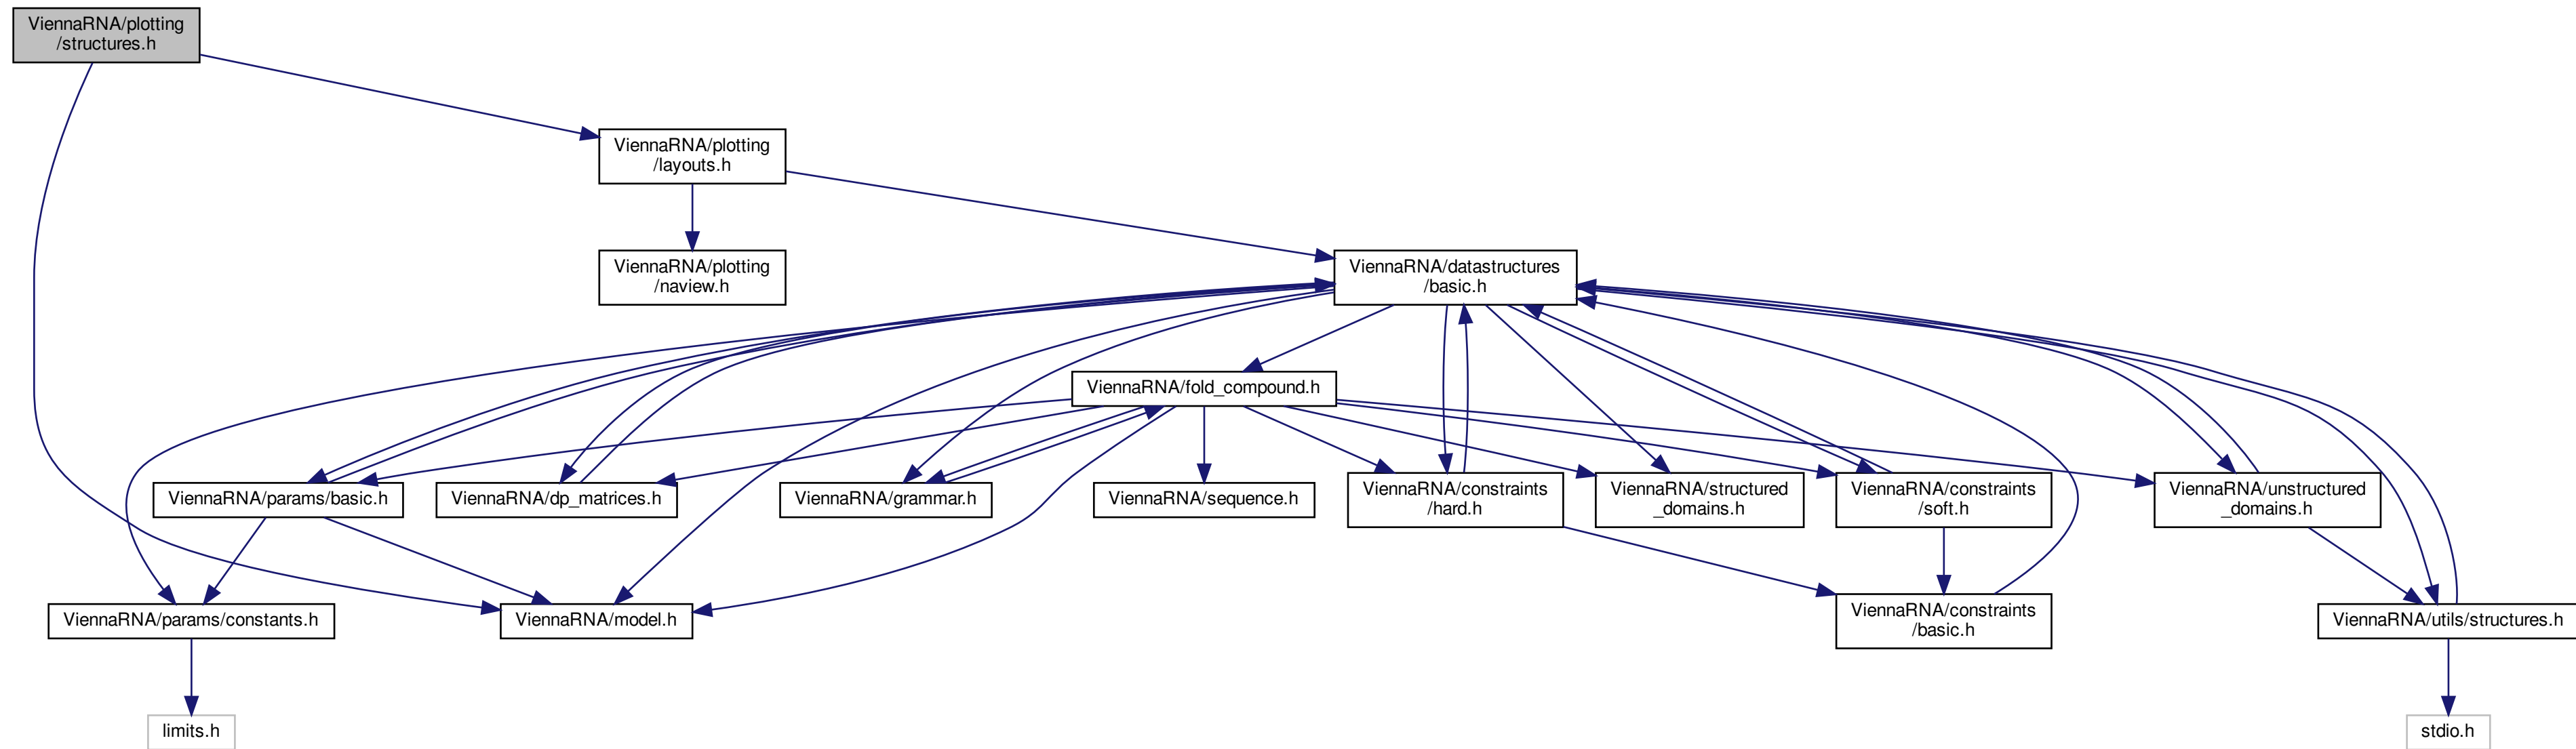 ViennaRNA/plotting
/structures.h
ViennaRNA/plotting
/layouts.h
ViennaRNA/plotting
/naview.h
ViennaRNA/datastructures
/basic.h
ViennaRNA/fold_compound.h
ViennaRNA/params/basic.h
ViennaRNA/dp_matrices.h
ViennaRNA/grammar.h
ViennaRNA/sequence.h
ViennaRNA/constraints
/hard.h
ViennaRNA/structured
_domains.h
ViennaRNA/constraints
/soft.h
ViennaRNA/unstructured
_domains.h
ViennaRNA/params/constants.h
ViennaRNA/model.h
ViennaRNA/constraints
/basic.h
ViennaRNA/utils/structures.h
limits.h
stdio.h